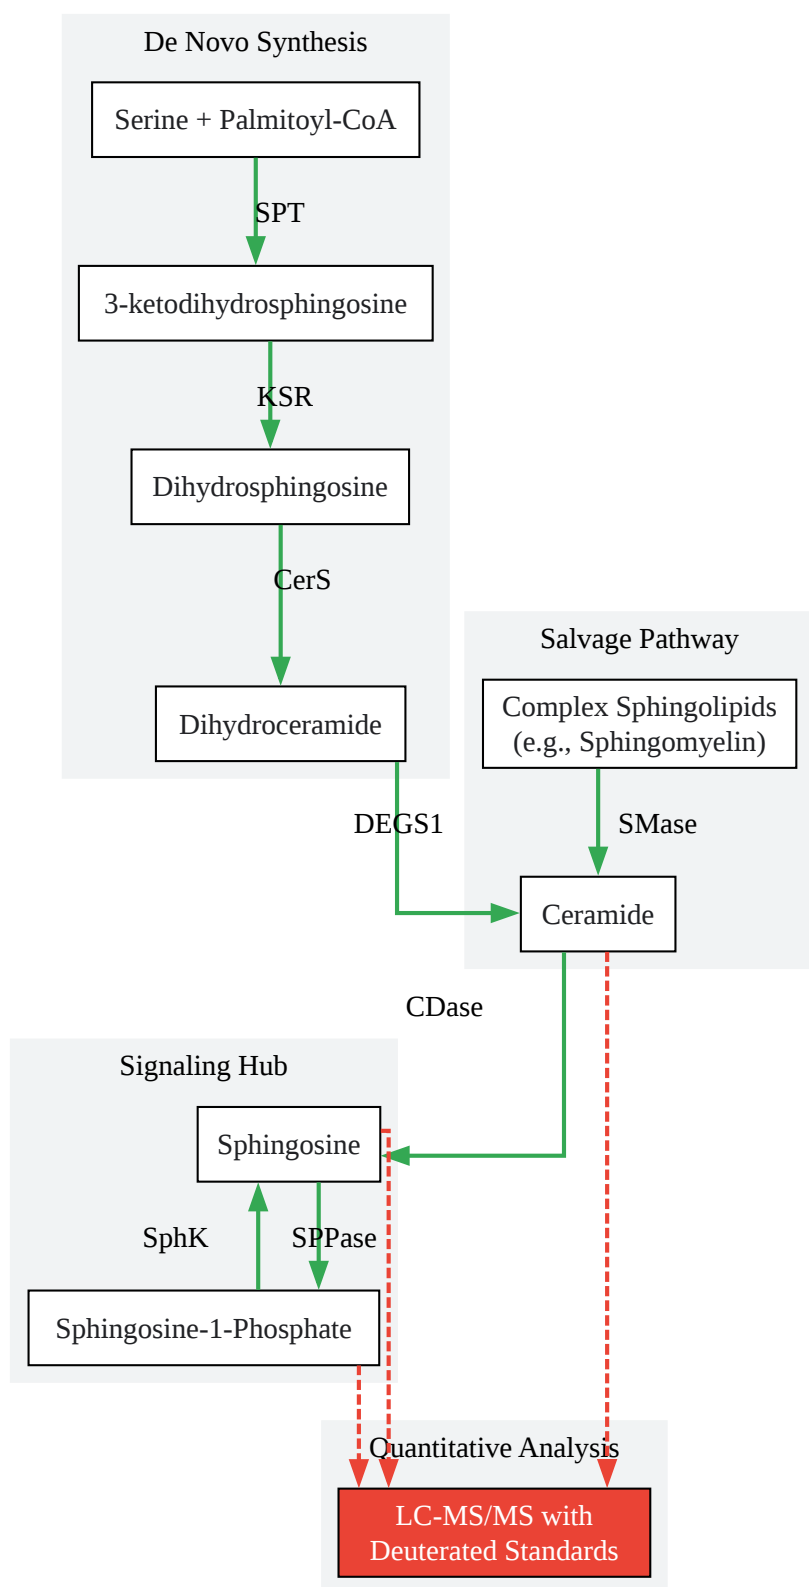 De Novo Synthesis
Serine + Palmitoyl-CoA
SPT
3-ketodihydrosphingosine
KSR
Dihydrosphingosine
CerS
Dihydroceramide
DEGS1
Salvage Pathway
Complex Sphingolipids
(e.g., Sphingomyelin)
SMase
Ceramide
CDase
Signaling Hub
Sphingosine
SphK
SPPase
Sphingosine-1-Phosphate
Quantitative Analysis
LC-MS/MS with
Deuterated Standards